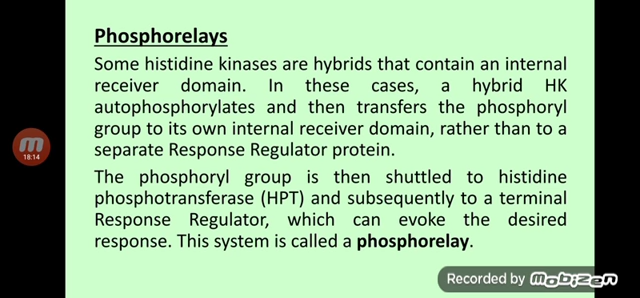 Phosphorelays
Some histidine kinases are hybrids that contain an internal
receiver domain. In these cases, a hybrid HK
autophosphorylates and then transfers the phosphoryl
group to its own internal receiver domain, rather than to a
separate Response Regulator protein.
The phosphoryl group is then shuttled to histidine
phosphotransferase (HPT) and subsequently to a terminal
Response Regulator, which can evoke the desired
response. This system is called a phosphorelay.
m
18:14
Recorded by mobizen